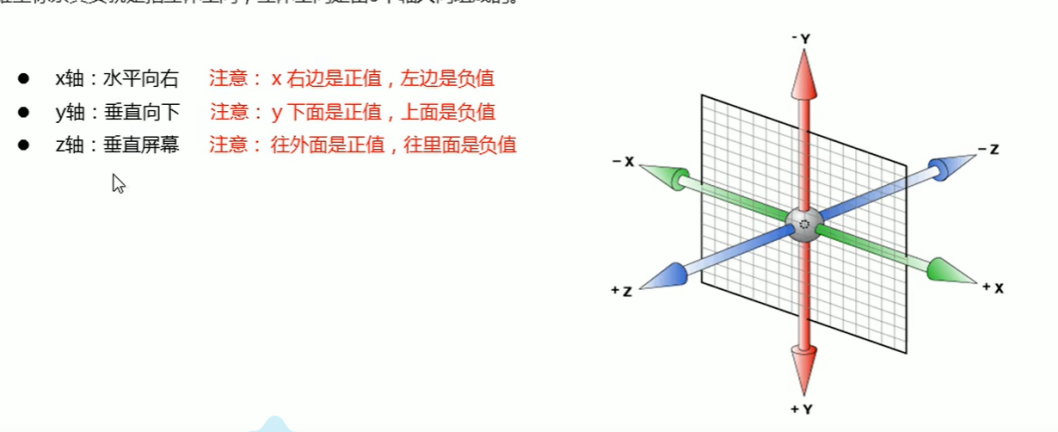 x轴：水平向右 注意： x 右边是正值，左边是负值
y轴：垂直向下 注意： y 下面是正值，上面是负值
z轴：垂直屏幕 注意： 往外面是正值，往里面是负值
- Y
- X
- Z
+ Z
+ X
+ Y